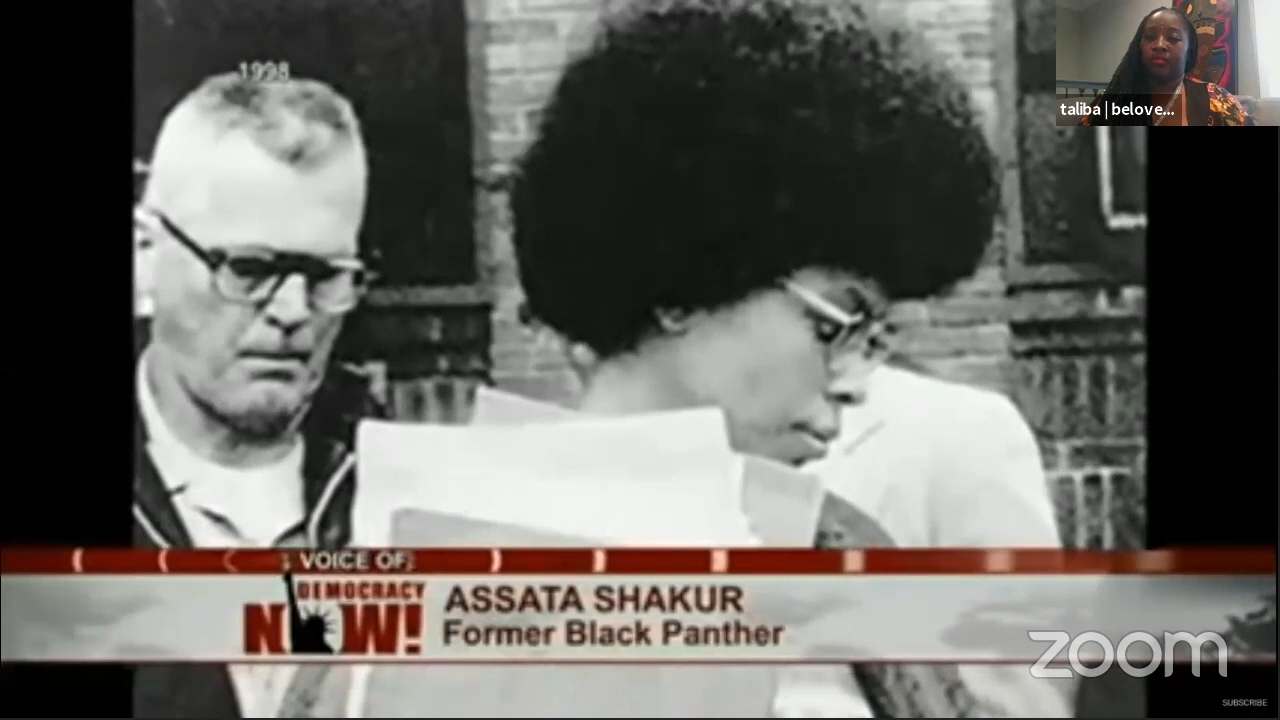 1998
taliba | belove...
VOICE OF:
DEMOCRACY
NOW!
ASSATA SHAKUR
Former Black Panther
zoom
SUBSCRIBE